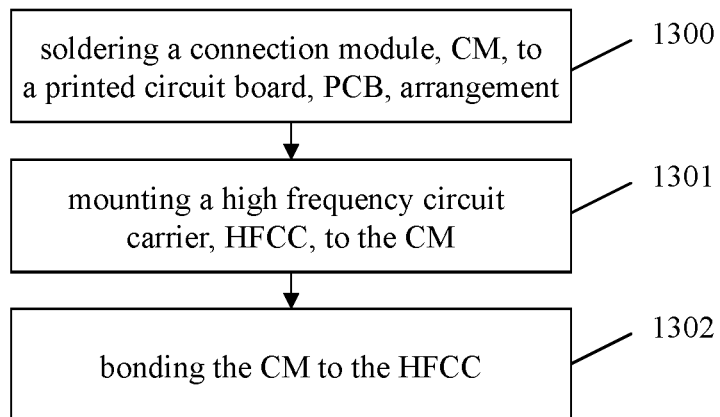 soldering a connection module, CM, to
a printed circuit board, PCB, arrangement
1300
mounting a high frequency circuit
carrier, HFCC, to the CM
1301
bonding the CM to the HFCC
1302